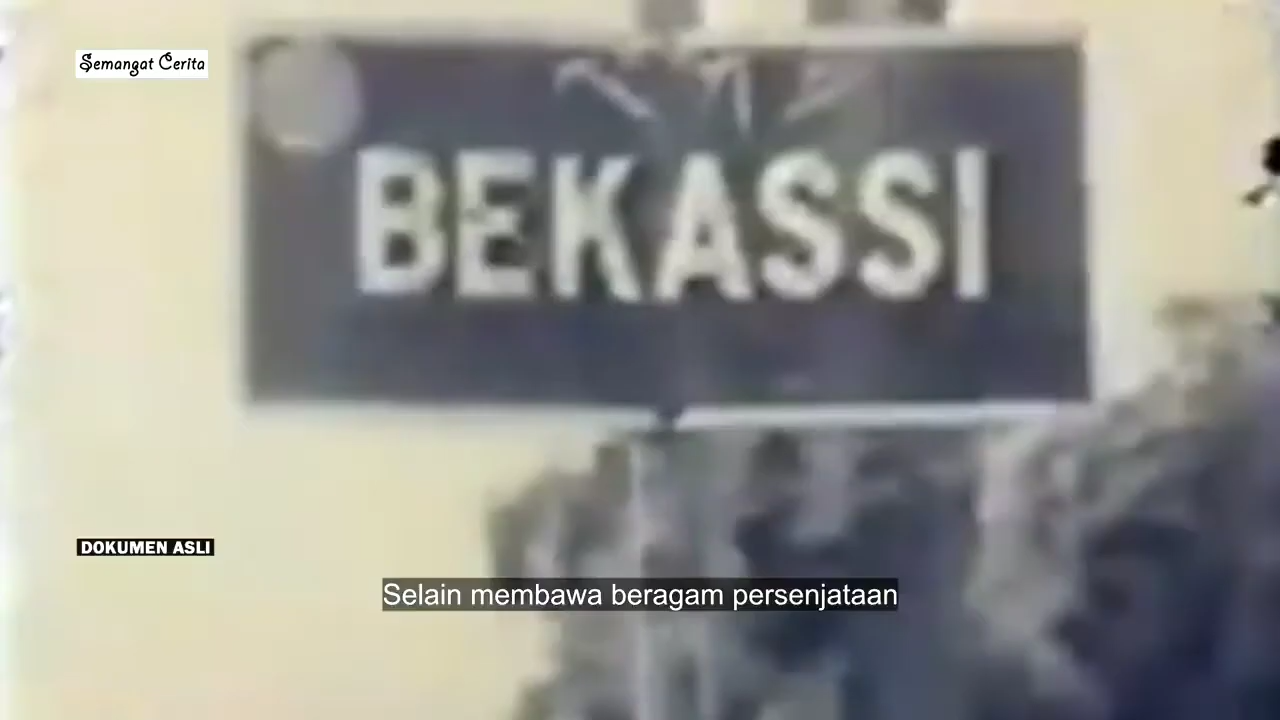 Semangat Cerita
BEKASSI
DOKUMEN ASLI
Selain membawa beragam persenjataan